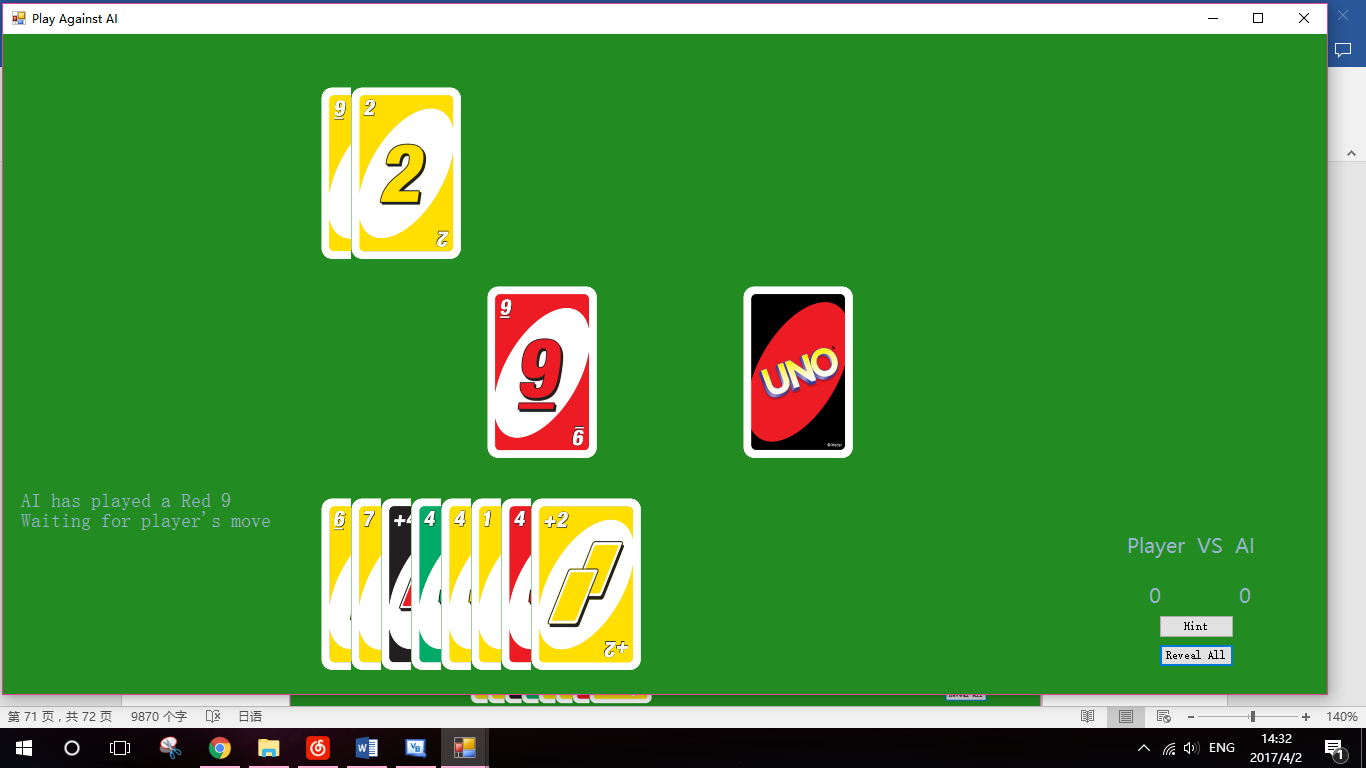 Play Against AI
9 2
2
2
9
9
9
UNO
AI has played a Red 9
Waiting for player's move
6 7 +4 4 4 1 4 +2
+2
Player VS AI
0 0
Hint
Reveal All
第 71 页，共 72 页 9870 个字 日语 140%
ENG 14:32
2017/4/2
1